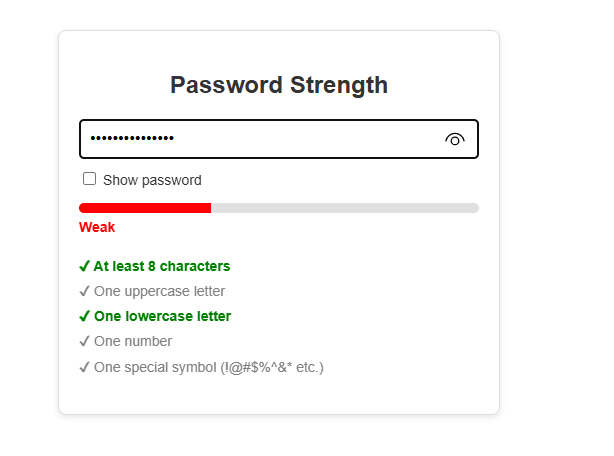 Password Strength
•••••••••••••••
Show password
Weak
✔ At least 8 characters
✔ One uppercase letter
✔ One lowercase letter
✔ One number
✔ One special symbol (!@#$%^&* etc.)